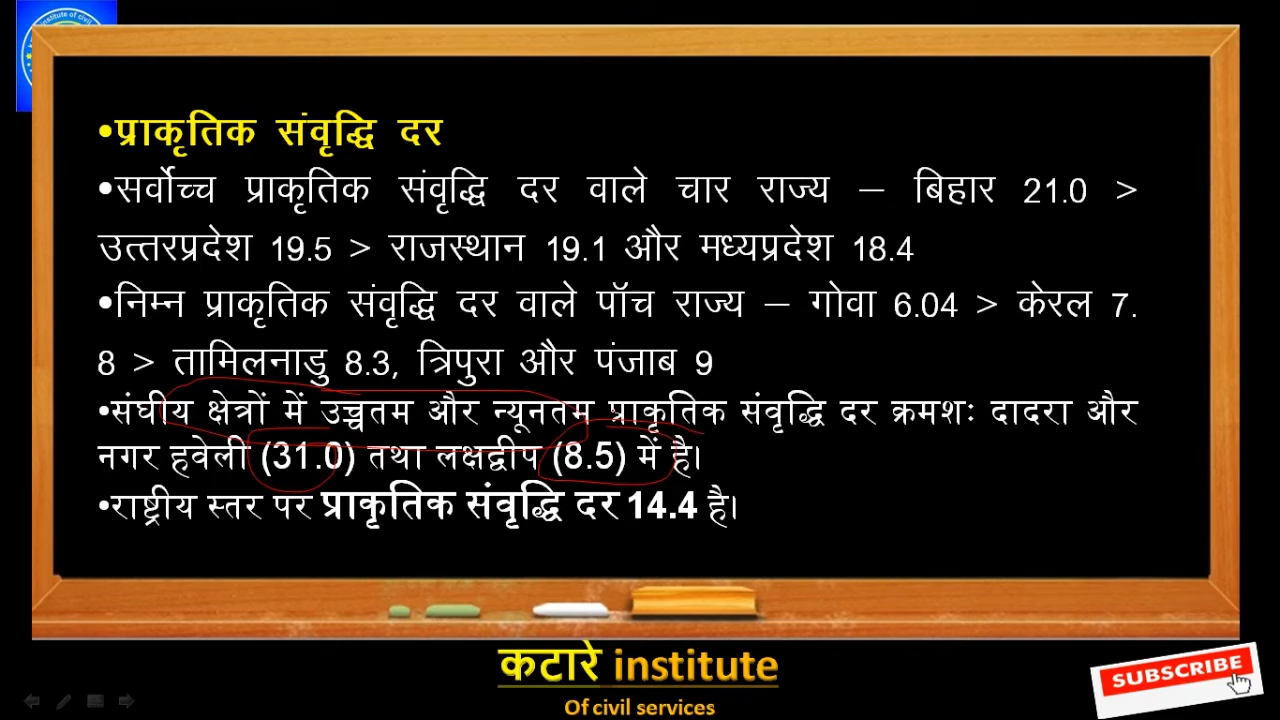 institute of civil
•प्राकृतिक संवृद्धि दर
•सर्वोच्च प्राकृतिक संवृद्धि दर वाले चार राज्य – बिहार 21.0 >
उत्तरप्रदेश 19.5 > राजस्थान 19.1 और मध्यप्रदेश 18.4
•निम्न प्राकृतिक संवृद्धि दर वाले पॉच राज्य – गोवा 6.04 > केरल 7.
8 > तामिलनाडु 8.3, त्रिपुरा और पंजाब 9
•संघीय क्षेत्रों में उच्चतम और न्यूनतम प्राकृतिक संवृद्धि दर क्रमशः दादरा और
नगर हवेली (31.0) तथा लक्षद्वीप (8.5) में है।
•राष्ट्रीय स्तर पर प्राकृतिक संवृद्धि दर 14.4 है।
कटारे institute
Of civil services
SUBSCRIBE